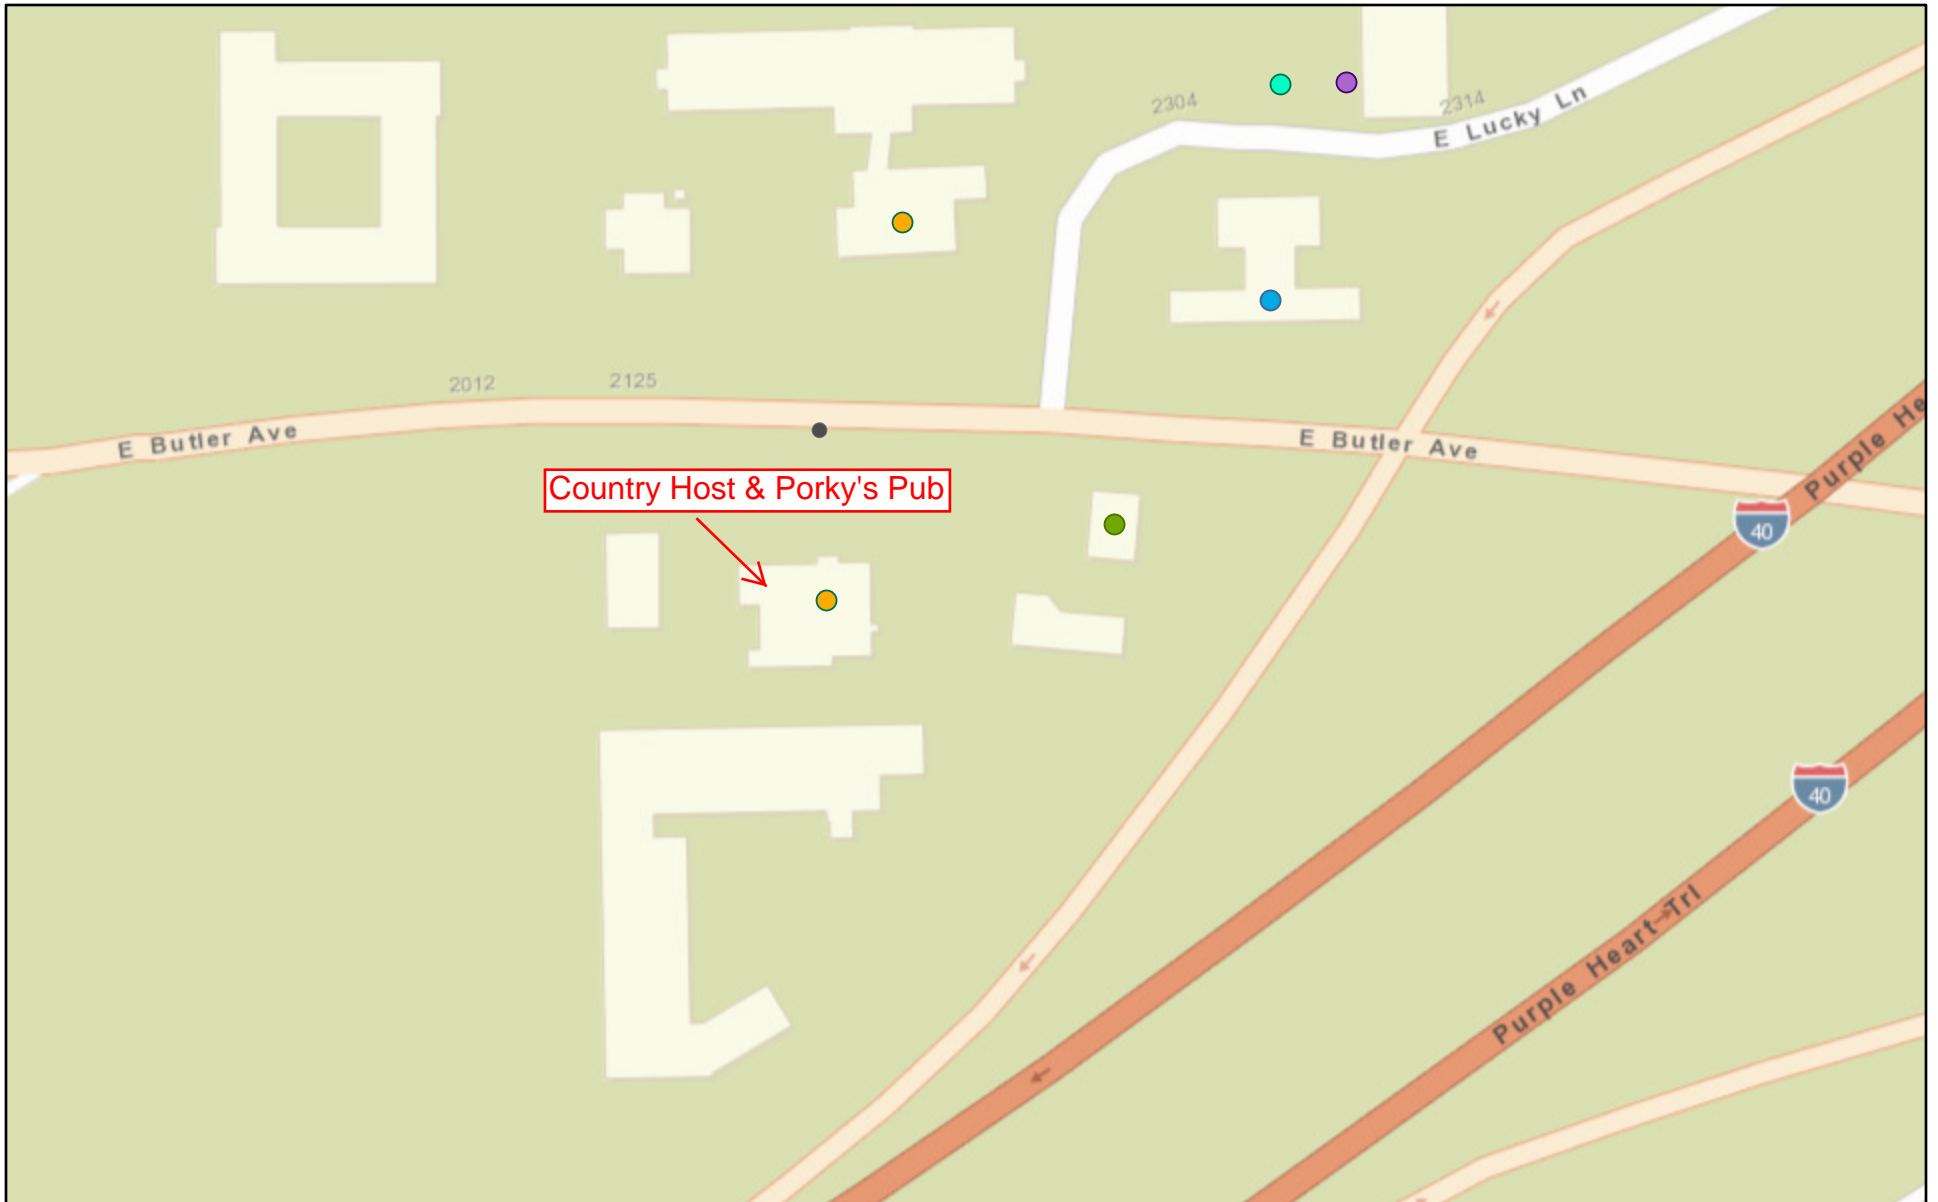 2304
2314
E Lucky Ln
2012
2125
E Butler Ave
E Butler Ave
Purple He
Country Host & Porky's Pub
40
40
Purple Heart Trl